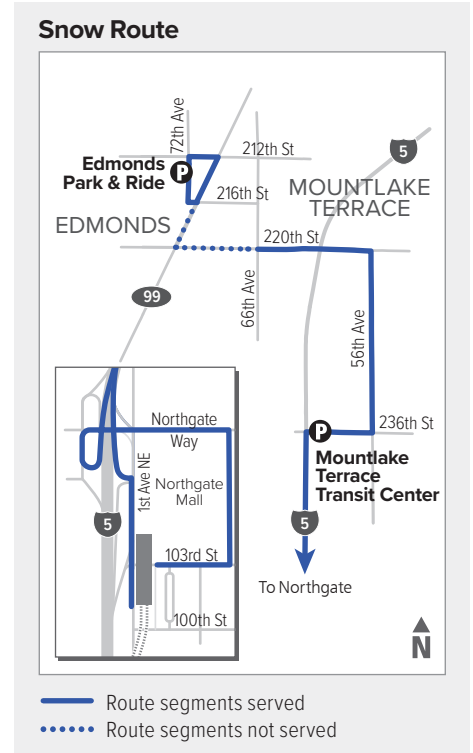 Snow Route
72th Ave
212th St
5
Edmonds
Park & Ride
P
216th St
MOUNTLAKE
TERRACE
EDMONDS
220th St
66th Ave
99
56th Ave
Northgate
Way
236th St
P
Mountlake
Terrace
Transit Center
1st Ave NE
Northgate
Mall
5
5
103rd St
To Northgate
100th St
N
Route segments served
Route segments not served